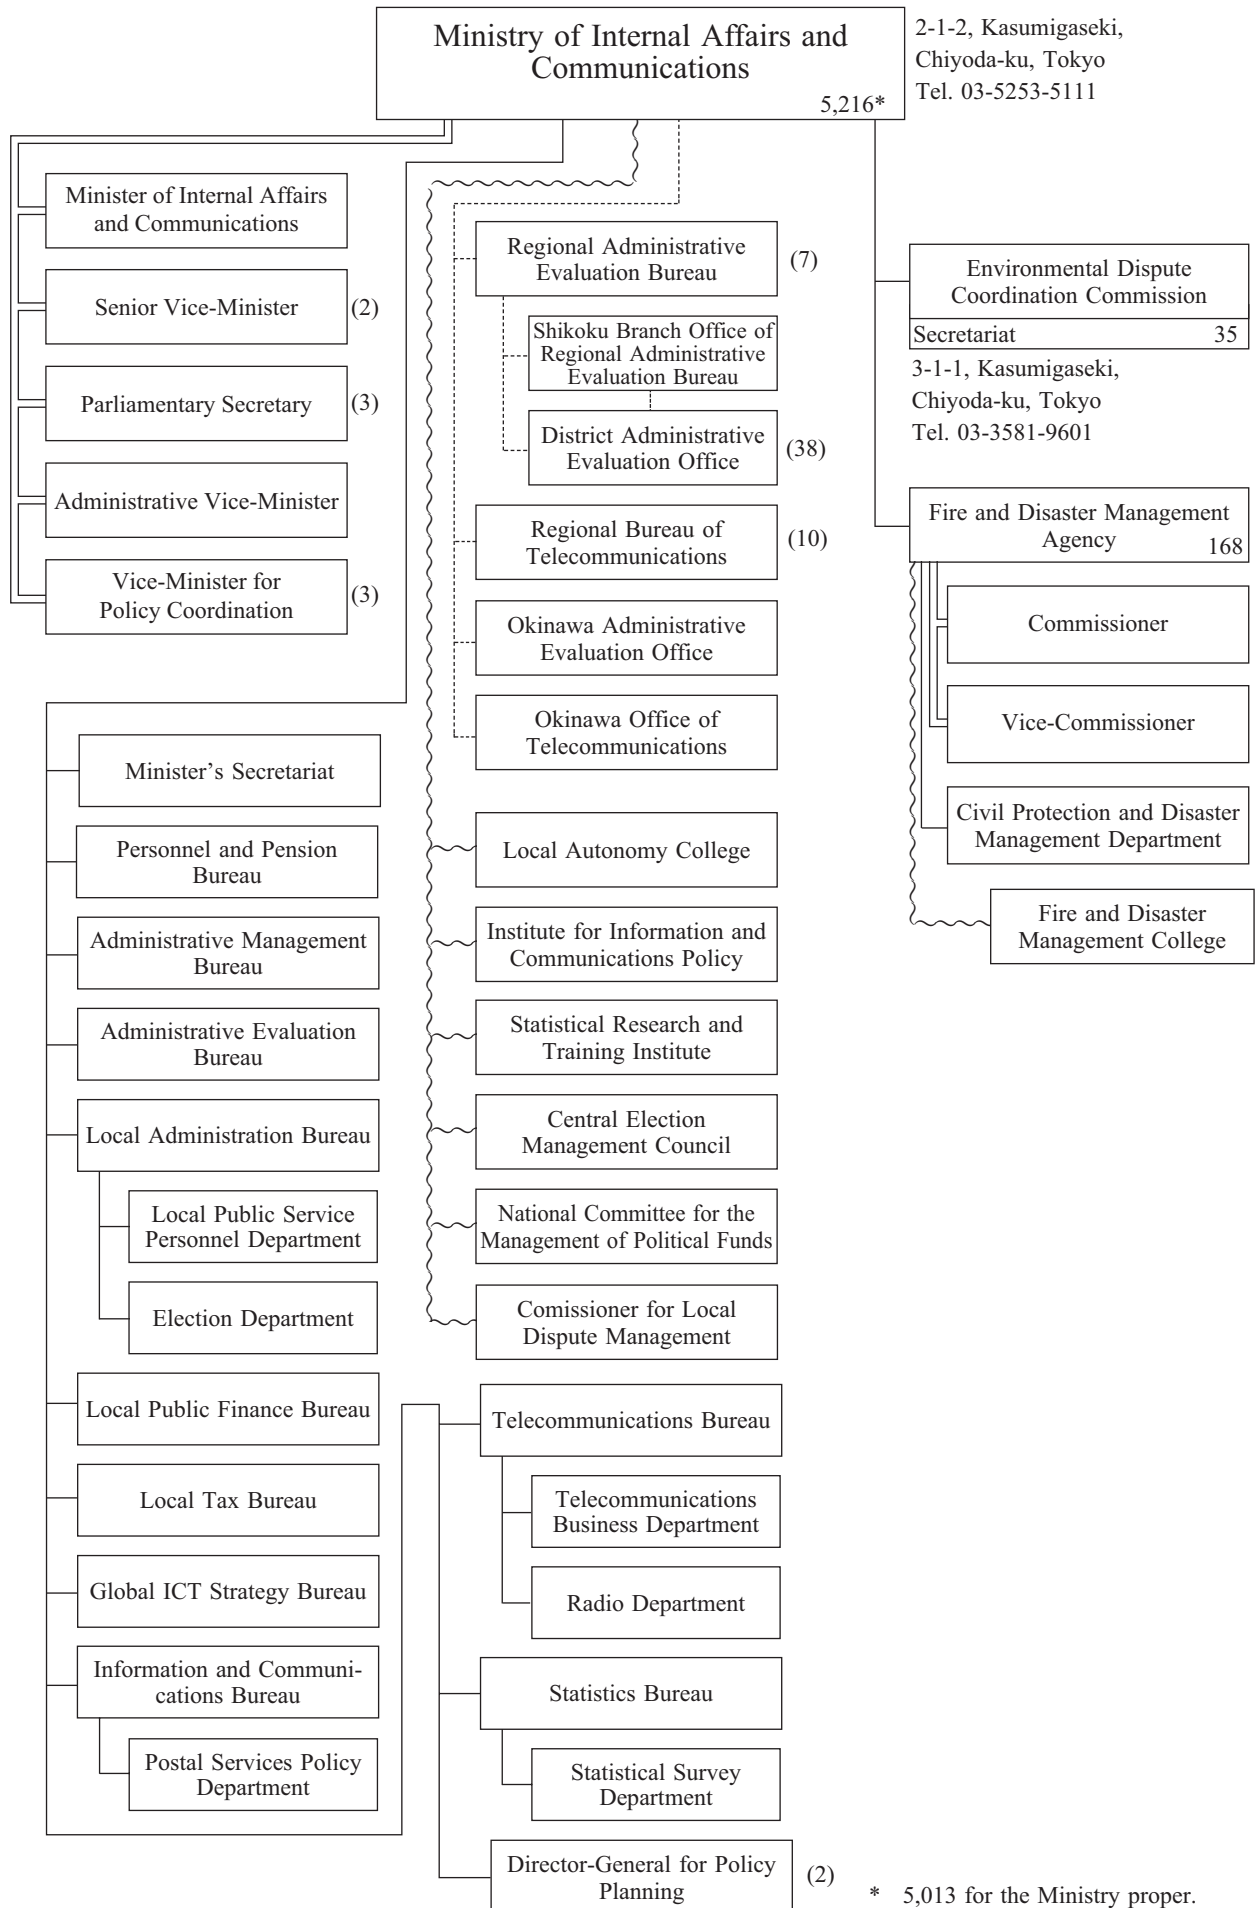 Ministry of Internal Affairs and
Communications
5,216*
2-1-2, Kasumigaseki,
Chiyoda-ku, Tokyo
Tel. 03-5253-5111
Minister of Internal Affairs
and Communications
Senior Vice-Minister
(2)
Parliamentary Secretary
(3)
Administrative Vice-Minister
Vice-Minister for
Policy Coordination
(3)
Regional Administrative
Evaluation Bureau
(7)
Shikoku Branch Office of
Regional Administrative
Evaluation Bureau
District Administrative
Evaluation Office
(38)
Regional Bureau of
Telecommunications
(10)
Okinawa Administrative
Evaluation Office
Okinawa Office of
Telecommunications
Environmental Dispute
Coordination Commission
Secretariat 35
3-1-1, Kasumigaseki,
Chiyoda-ku, Tokyo
Tel. 03-3581-9601
Fire and Disaster Management
Agency 168
Commissioner
Vice-Commissioner
Civil Protection and Disaster
Management Department
Fire and Disaster
Management College
Minister's Secretariat
Personnel and Pension
Bureau
Administrative Management
Bureau
Administrative Evaluation
Bureau
Local Administration Bureau
Local Public Service
Personnel Department
Election Department
Local Public Finance Bureau
Local Tax Bureau
Global ICT Strategy Bureau
Information and Communi-
cations Bureau
Postal Services Policy
Department
Local Autonomy College
Institute for Information and
Communications Policy
Statistical Research and
Training Institute
Central Election
Management Council
National Committee for the
Management of Political Funds
Comissioner for Local
Dispute Management
Telecommunications Bureau
Telecommunications
Business Department
Radio Department
Statistics Bureau
Statistical Survey
Department
Director-General for Policy
Planning
(2)
* 5,013 for the Ministry proper.